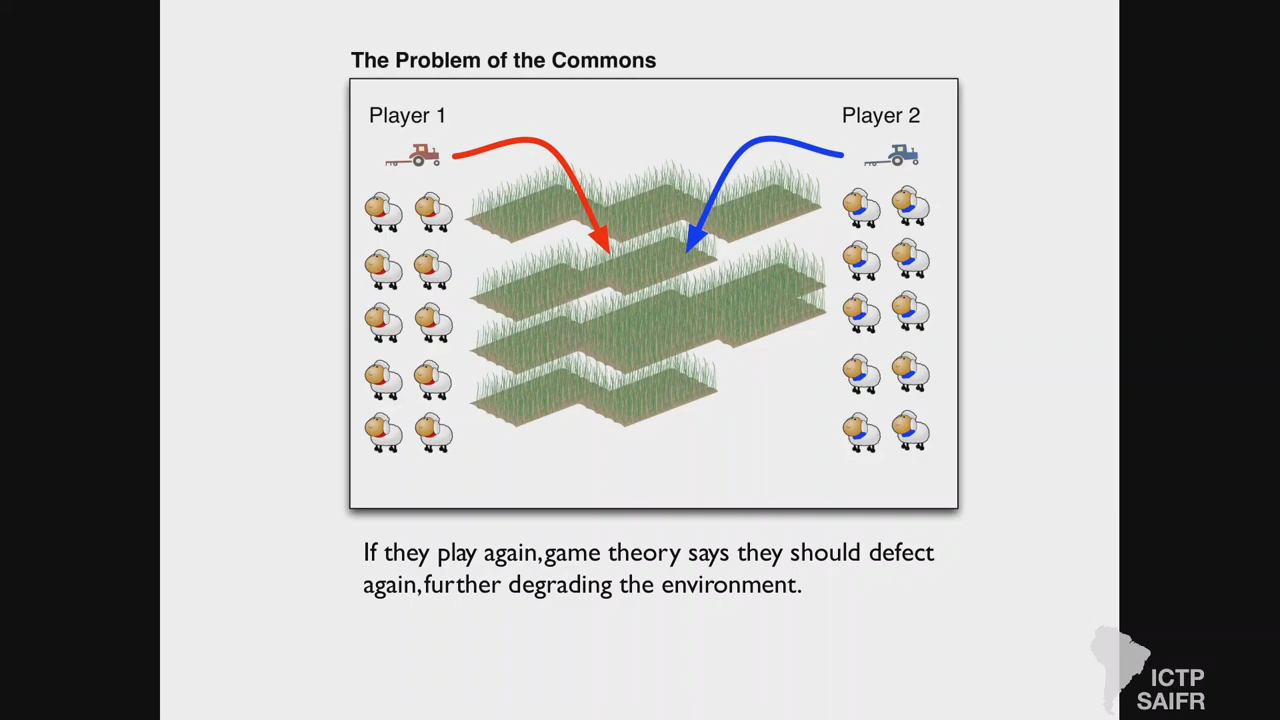 The Problem of the Commons
Player 1
Player 2
If they play again,game theory says they should defect
again,further degrading the environment.
ICTP
SAIFR